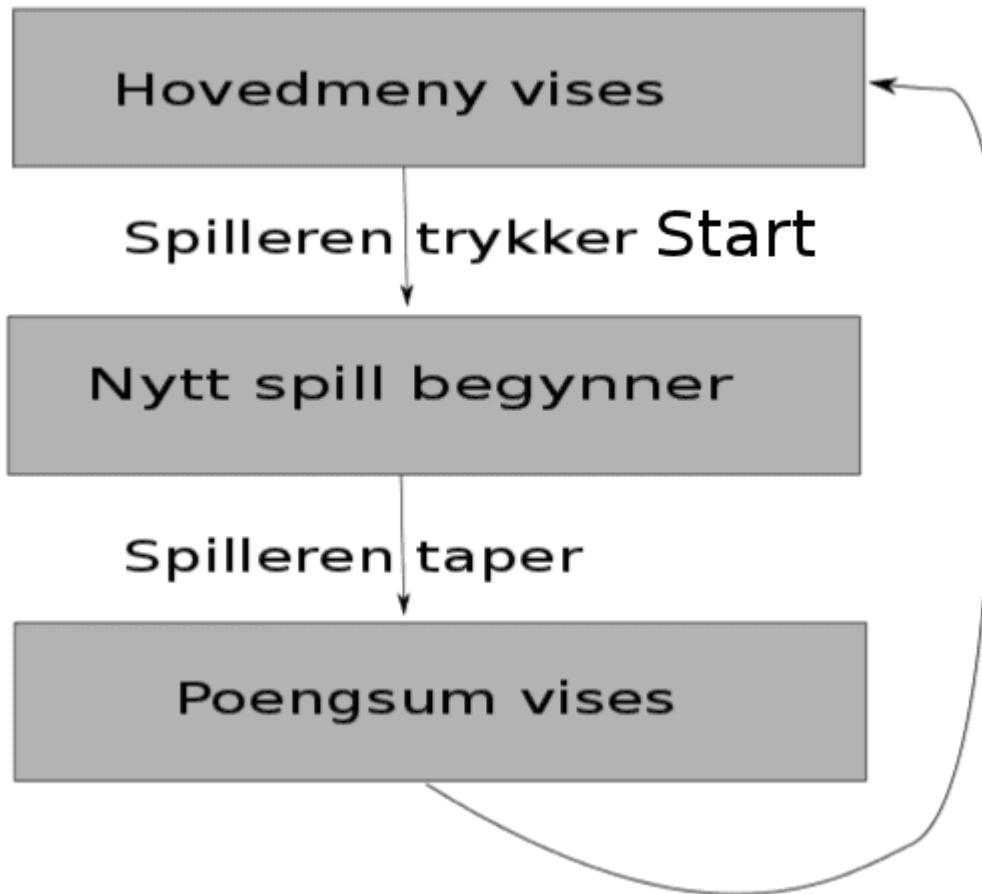 Hovedmeny vises
Spilleren trykker Start
Nytt spill begynner
Spilleren taper
Poengsum vises